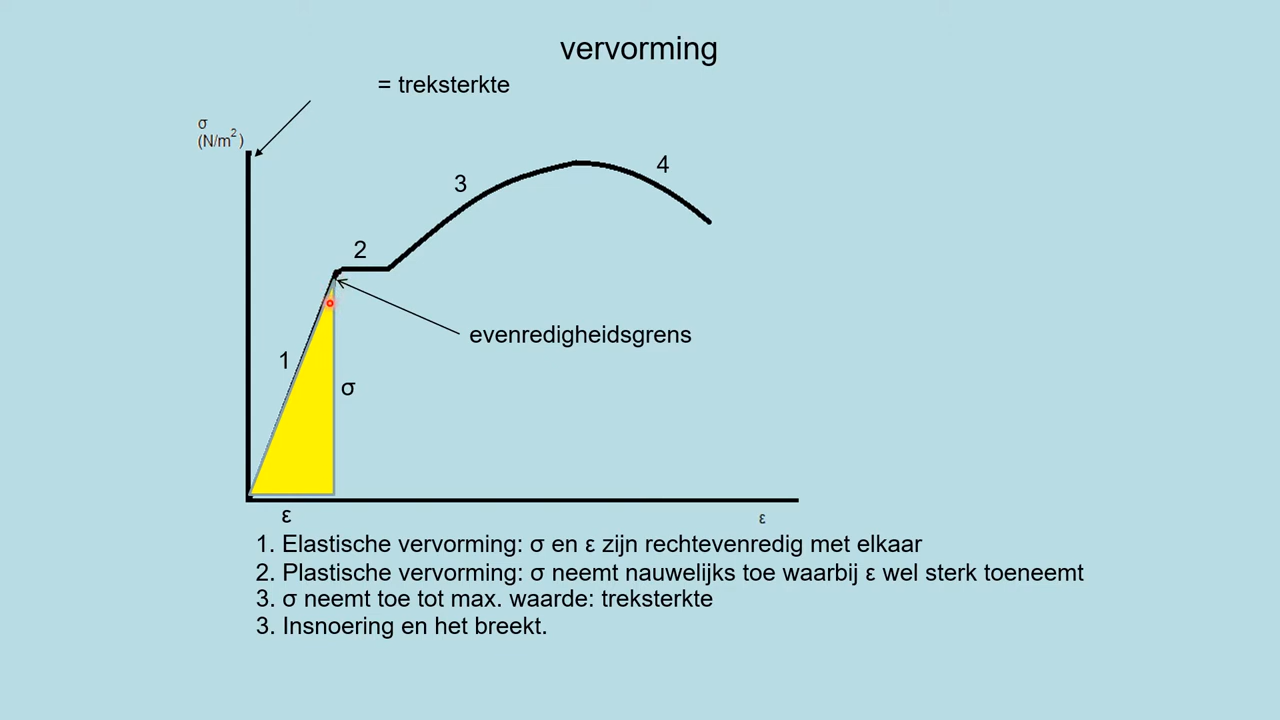 vervorming
= treksterkte
σ
(N/m²)
4
3
2
evenredigheidsgrens
1
σ
ε
ε
1. Elastische vervorming: σ en ε zijn rechtevenredig met elkaar
2. Plastische vervorming: σ neemt nauwelijks toe waarbij ε wel sterk toeneemt
3. σ neemt toe tot max. waarde: treksterkte
3. Insnoering en het breekt.